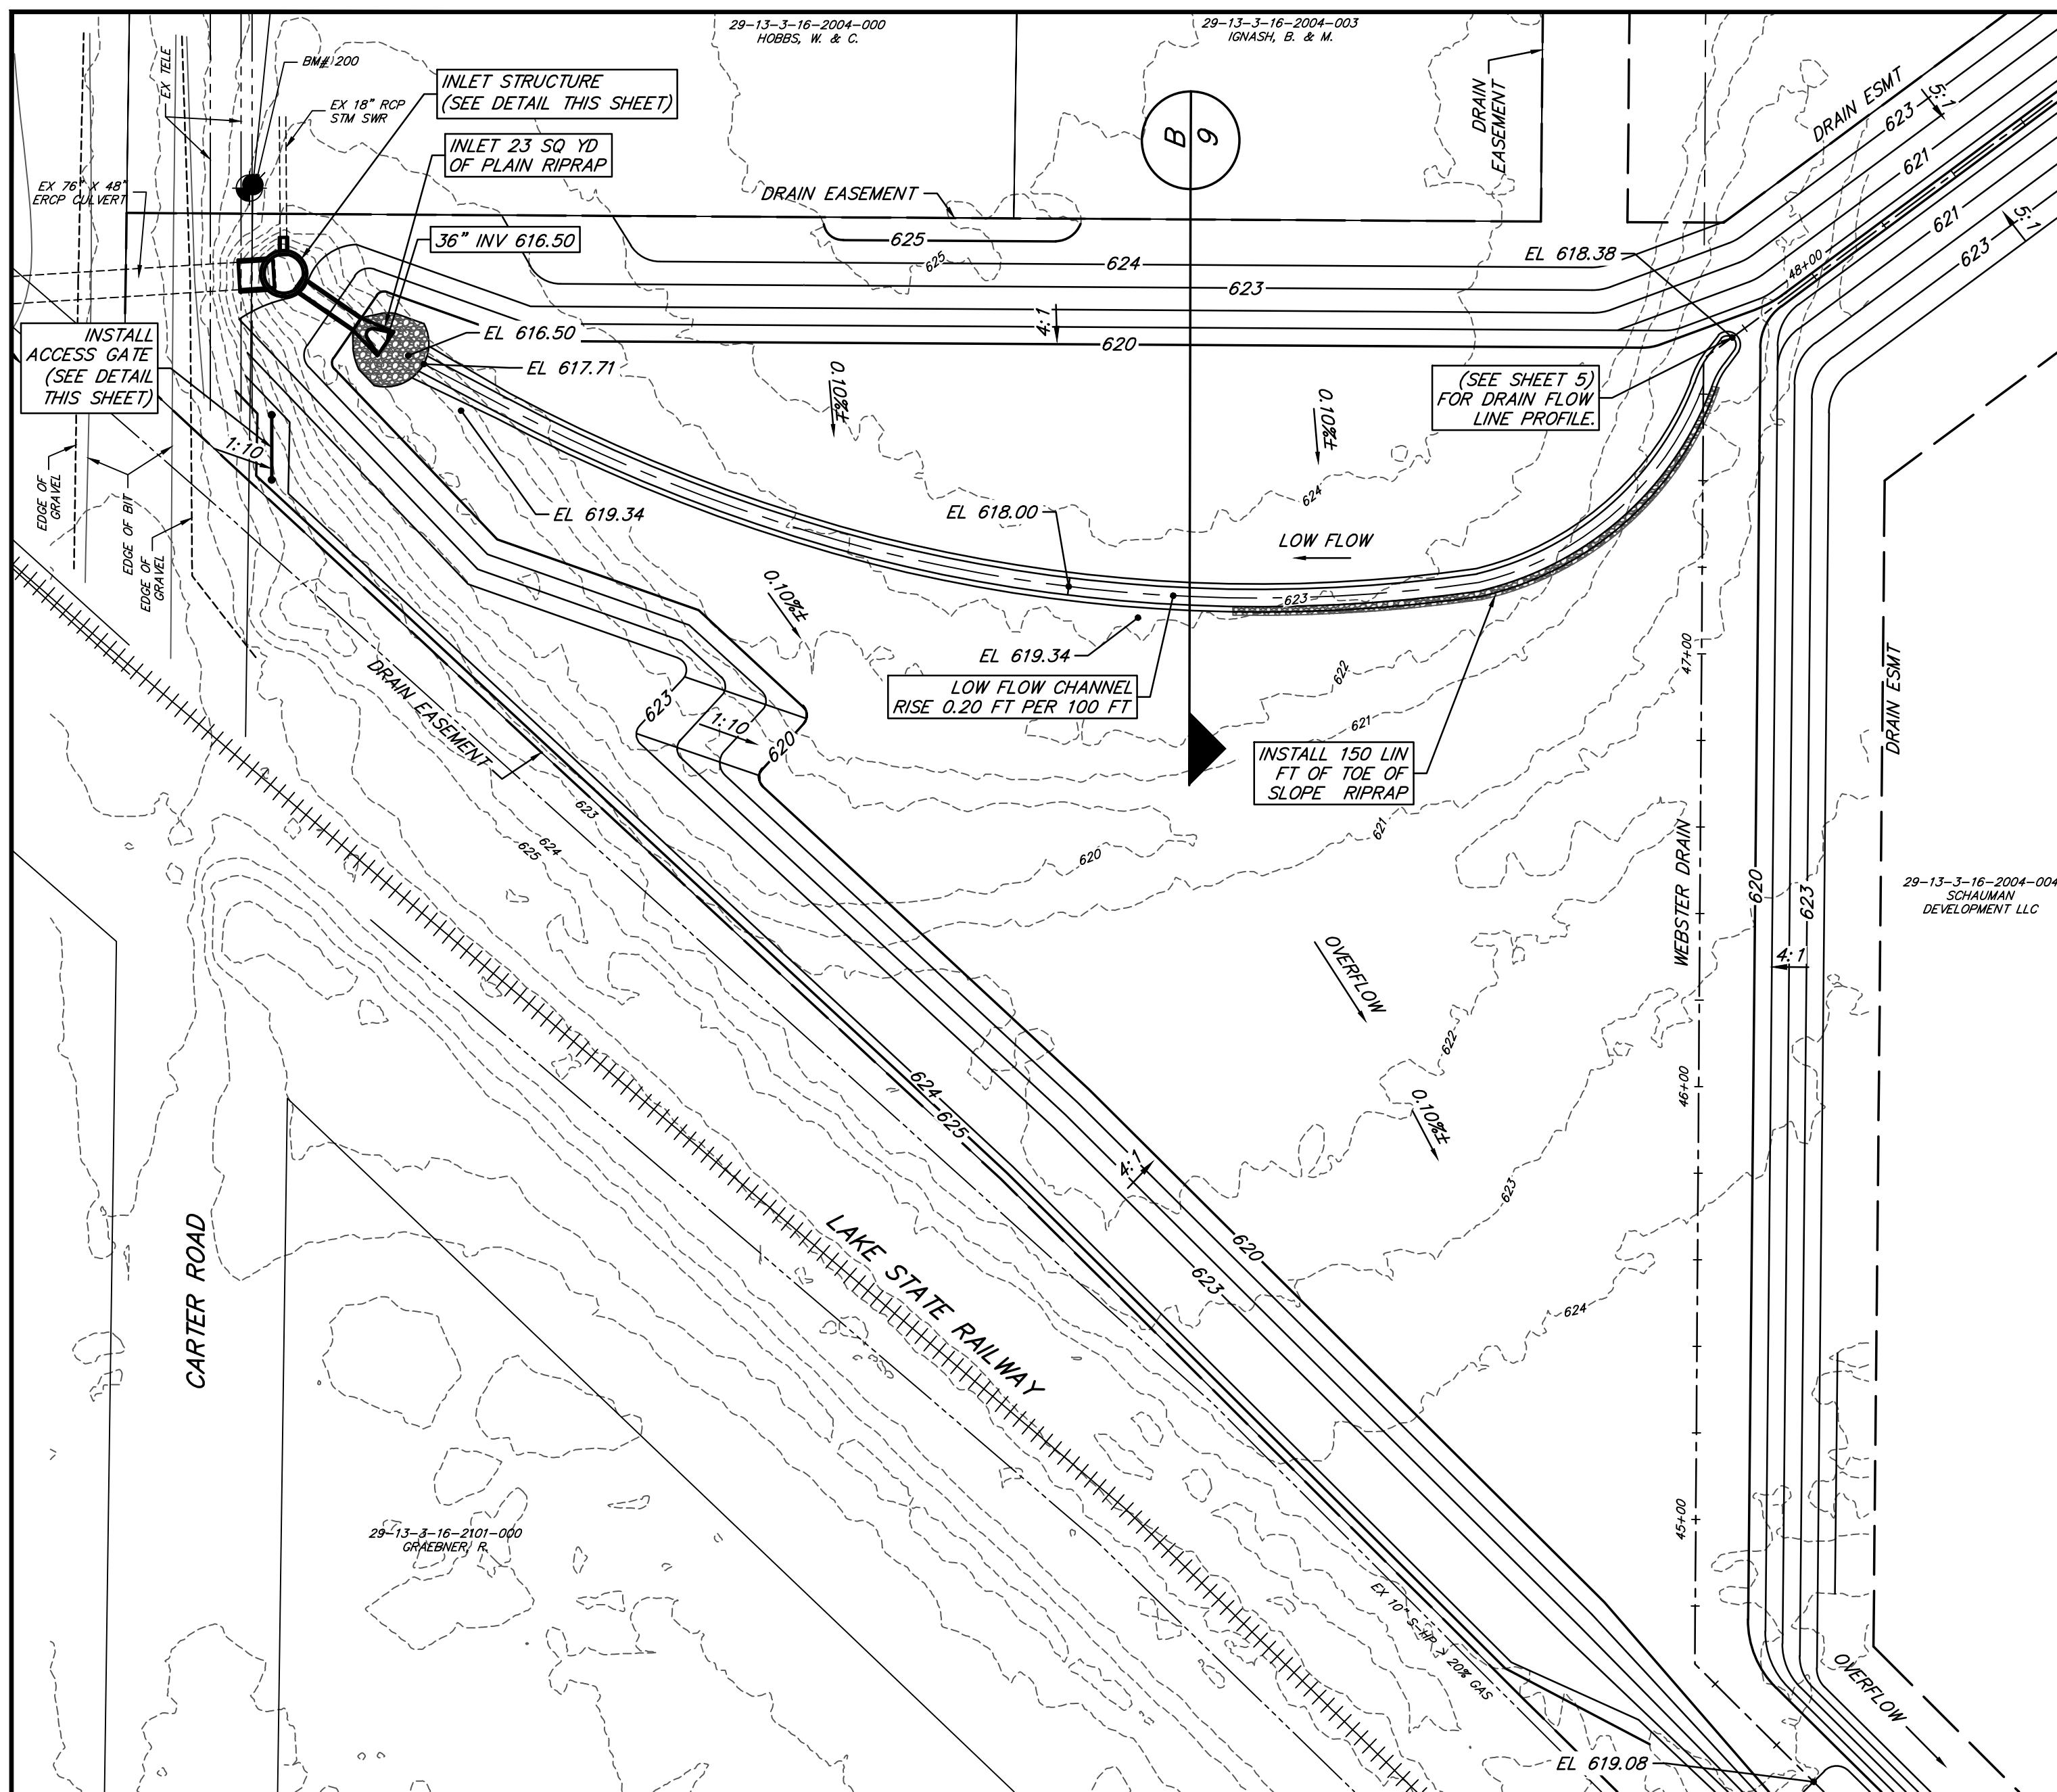 29-13-3-16-2004-000
HOBBS, W. & C.
29-13-3-16-2004-003
IGNASH, B. & M.
EX TELE
BM# 200
EX 18" RCP
STM SWR
INLET STRUCTURE
(SEE DETAIL THIS SHEET)
INLET 23 SQ YD
OF PLAIN RIPRAP
EX 76" X 48"
ERCP CULVERT
36" INV 616.50
DRAIN EASEMENT
B
9
DRAIN
EASEMENT
DRAIN ESMT
623
5:1
621
621
5:1
623
48+00
625
625
624
623
EL 618.38
4:1
620
EL 616.50
EL 617.71
INSTALL
ACCESS GATE
(SEE DETAIL
THIS SHEET)
1:10
EDGE OF
GRAVEL
EDGE OF BIT
EDGE OF
GRAVEL
0.10%±
0.10%±
(SEE SHEET 5)
FOR DRAIN FLOW
LINE PROFILE.
EL 619.34
EL 618.00
624
LOW FLOW
623
0.10%±
EL 619.34
LOW FLOW CHANNEL
RISE 0.20 FT PER 100 FT
INSTALL 150 LIN
FT OF TOE OF
SLOPE RIPRAP
622
621
621
620
47+00
DRAIN ESMT
DRAIN EASEMENT
623
1:10
620
623
624
625
WEBSTER DRAIN
620
623
4:1
29-13-3-16-2004-004
SCHAUMAN
DEVELOPMENT LLC
OVERFLOW
622
0.10%±
46+00
624
625
4:1
623
620
623
624
CARTER ROAD
LAKE STATE RAILWAY
45+00
29-13-3-16-2101-000
GRAEBNER, R.
EX 10" S-HP > 20% GAS
OVERFLOW
EL 619.08